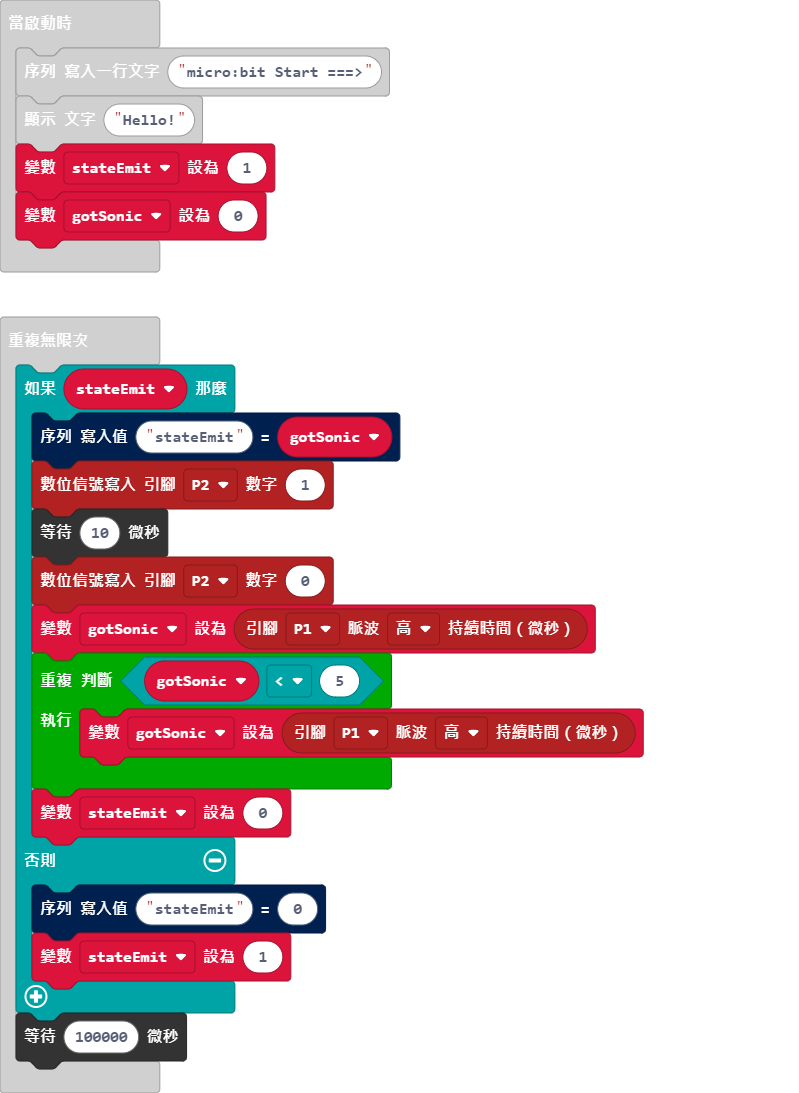 當啟動時
序列 寫入一行文字 "micro:bit Start ===>"
顯示 文字 "Hello!"
變數 stateEmit 設為 1
變數 gotSonic 設為 0
重複無限次
如果 stateEmit 那麼
序列 寫入值 "stateEmit" = gotSonic
數位信號寫入 引腳 P2 數字 1
等待 10 微秒
數位信號寫入 引腳 P2 數字 0
變數 gotSonic 設為 引腳 P1 脈波 高 持續時間（微秒）
重複 判斷 gotSonic < 5
執行 變數 gotSonic 設為 引腳 P1 脈波 高 持續時間（微秒）
變數 stateEmit 設為 0
否則
序列 寫入值 "stateEmit" = 0
變數 stateEmit 設為 1
等待 100000 微秒